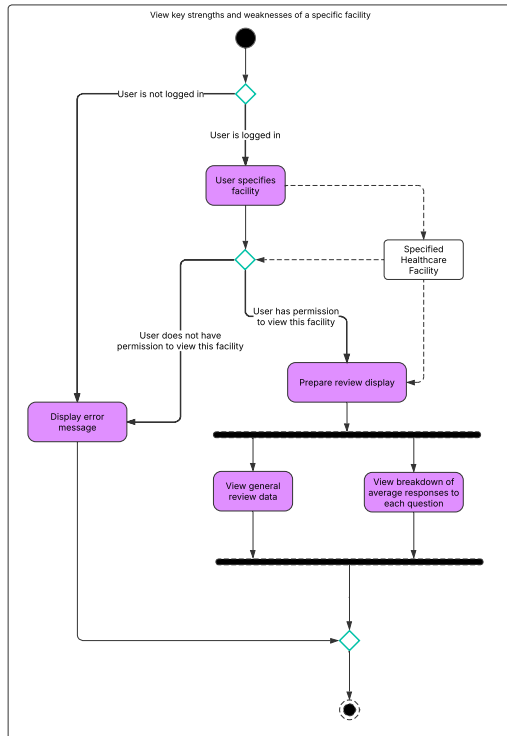 View key strengths and weaknesses of a specific facility
User is not logged in
User is logged in
User specifies
facility
Specified
Healthcare
Facility
User has permission
to view this facility
User does not have
permission to view this facility
Prepare review display
Display error
message
View general
review data
View breakdown of
average responses to
each question